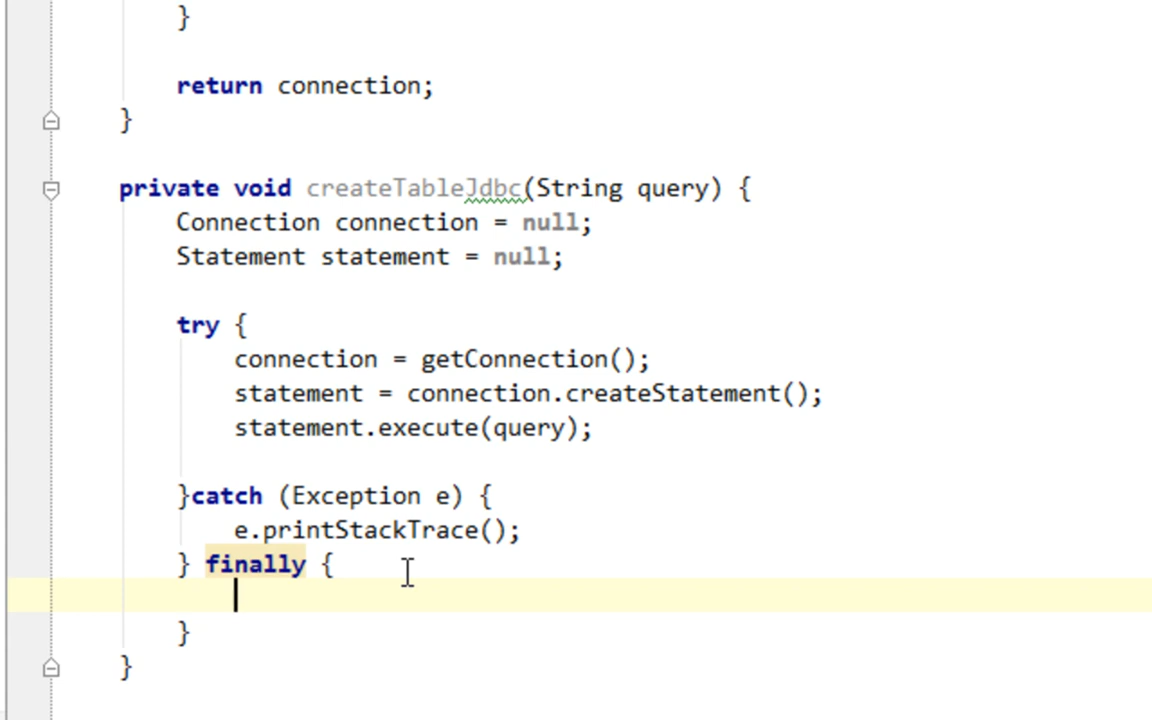 }
return connection;
}
private void createTableJdbc(String query) {
Connection connection = null;
Statement statement = null;
try {
connection = getConnection();
statement = connection.createStatement();
statement.execute(query);
}catch (Exception e) {
e.printStackTrace();
} finally {
}
}